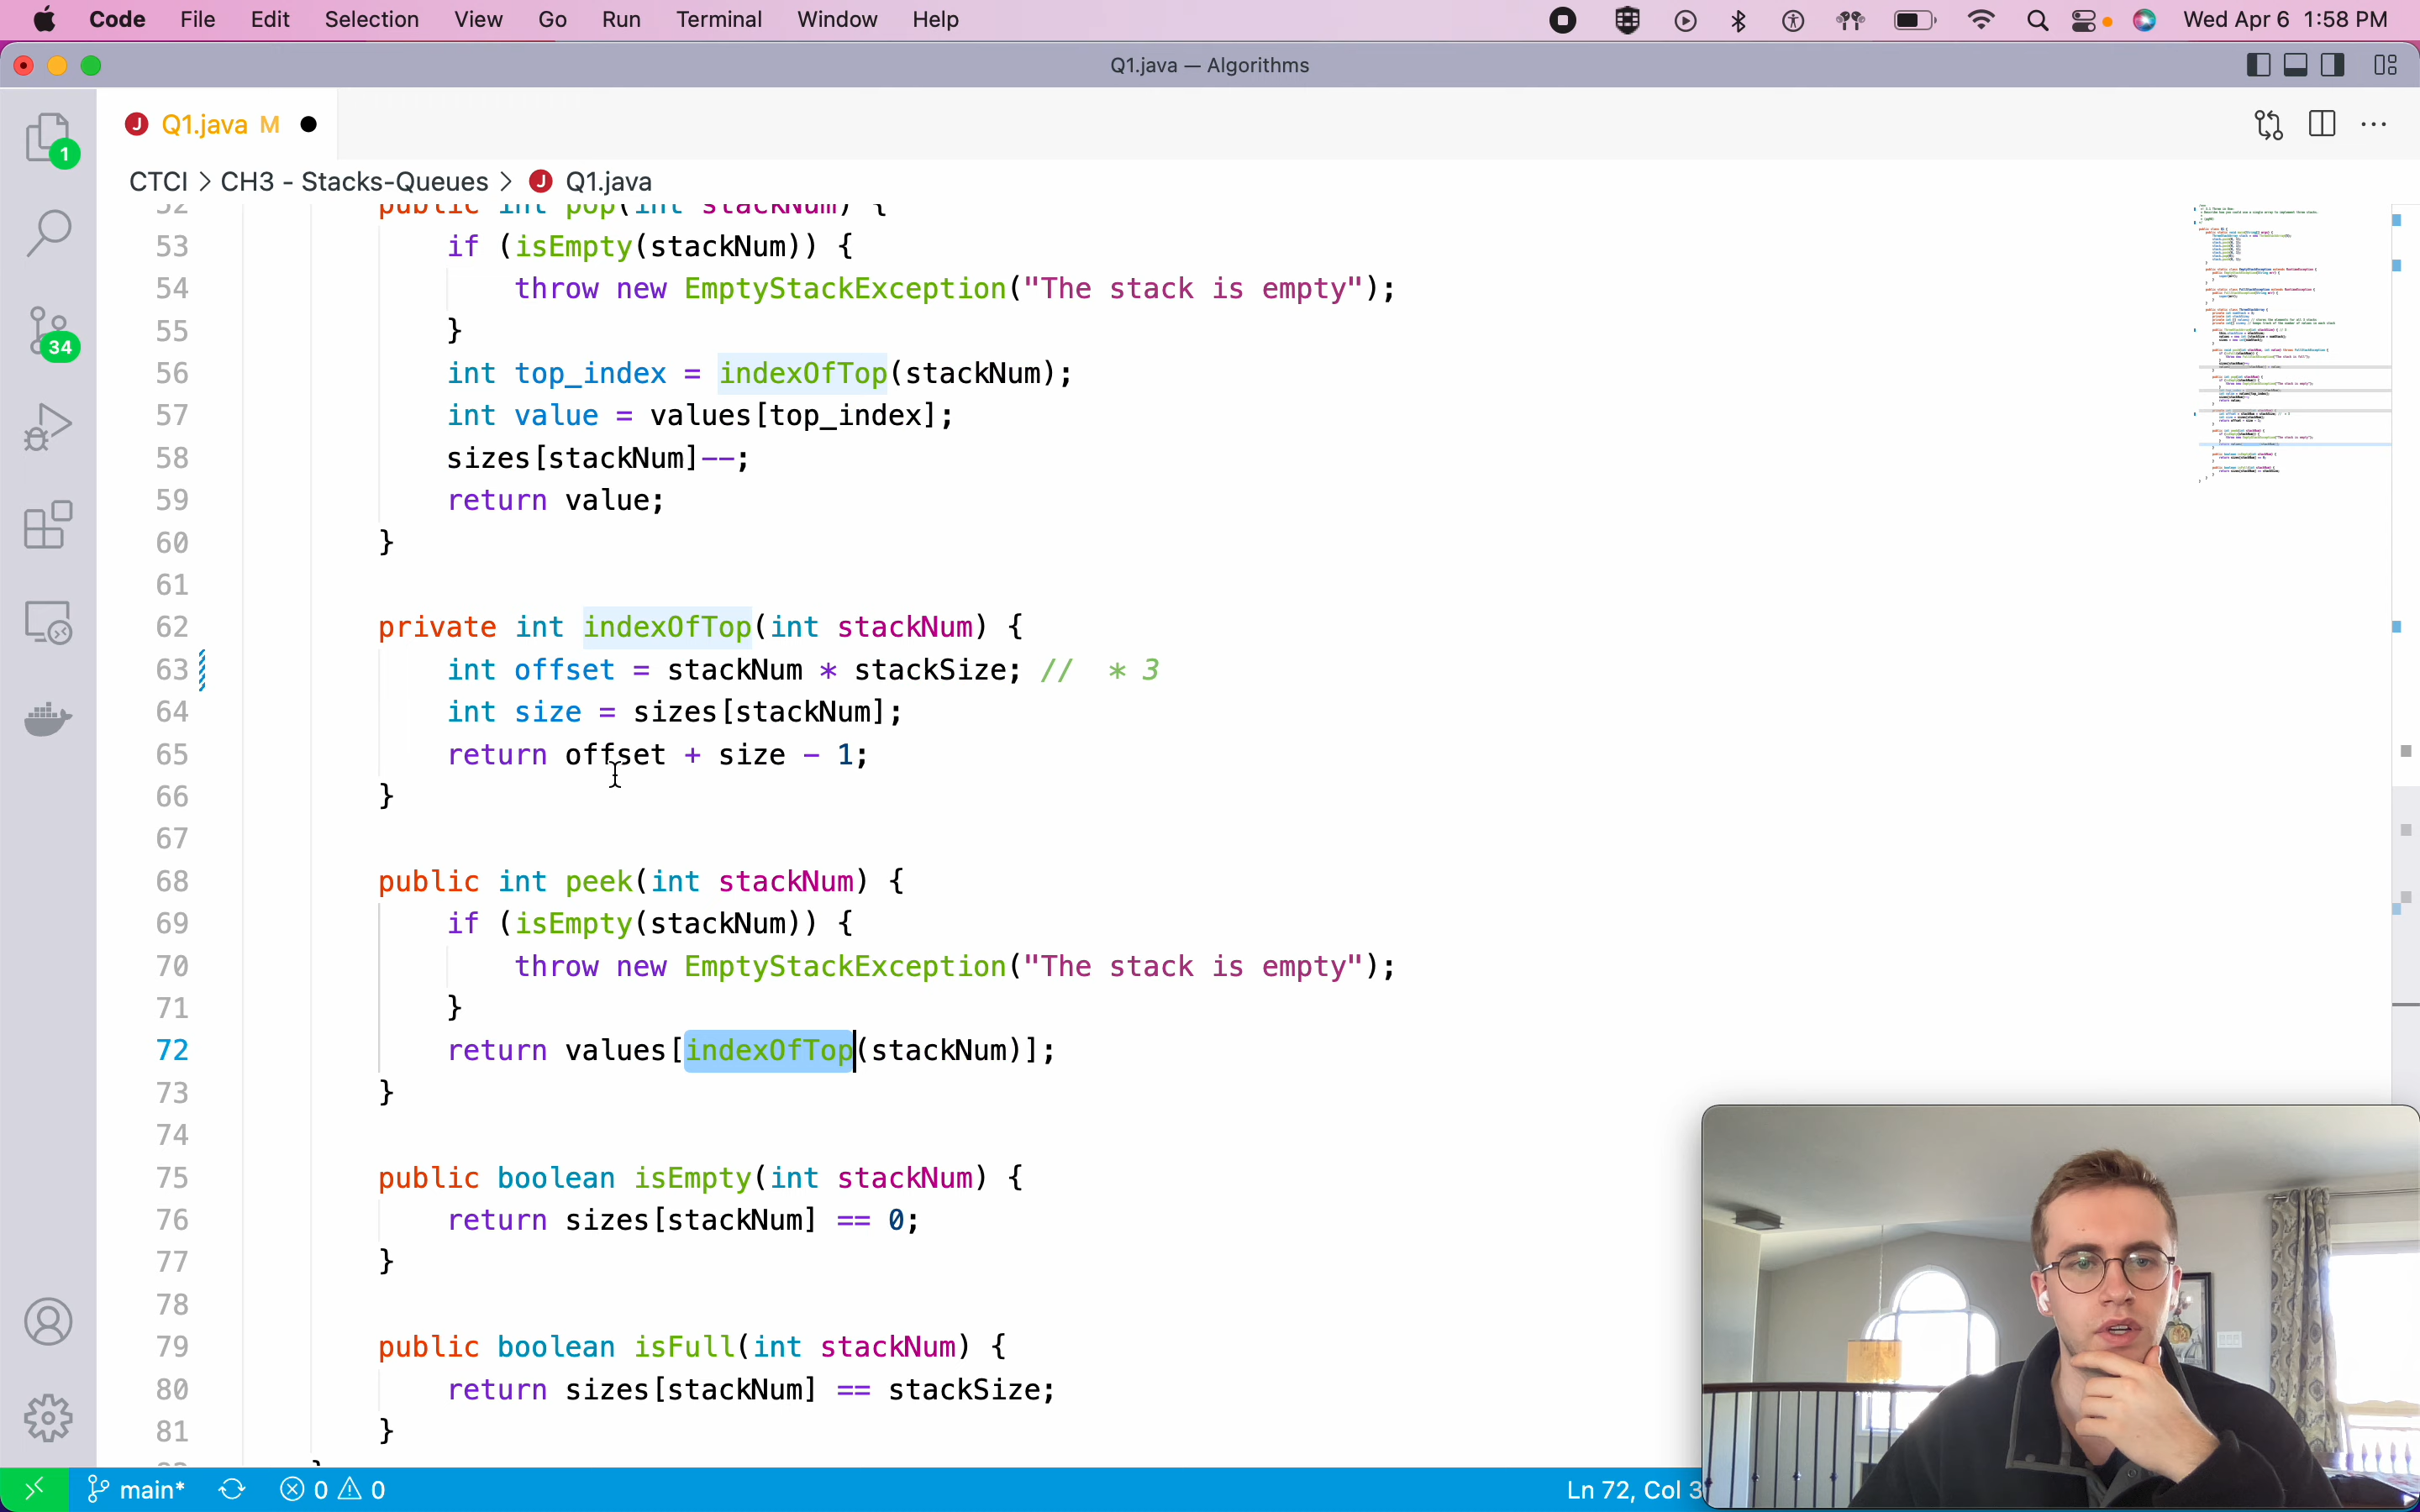 Code File Edit Selection View Go Run Terminal Window Help Wed Apr 6 1:58 PM
Q1.java — Algorithms
J Q1.java M
1
CTCI > CH3 - Stacks-Queues > J Q1.java
52 public int pop(int stackNum) {
53 if (isEmpty(stackNum)) {
54 throw new EmptyStackException("The stack is empty");
55 }
56 int top_index = indexOfTop(stackNum);
57 int value = values[top_index];
58 sizes[stackNum]--;
59 return value;
60 }
61
62 private int indexOfTop(int stackNum) {
63 int offset = stackNum * stackSize; //  * 3
64 int size = sizes[stackNum];
65 return offset + size - 1;
66 }
67
68 public int peek(int stackNum) {
69 if (isEmpty(stackNum)) {
70 throw new EmptyStackException("The stack is empty");
71 }
72 return values[indexOfTop(stackNum)];
73 }
74
75 public boolean isEmpty(int stackNum) {
76 return sizes[stackNum] == 0;
77 }
78
79 public boolean isFull(int stackNum) {
80 return sizes[stackNum] == stackSize;
81 }
34
main* 0 0 Ln 72, Col